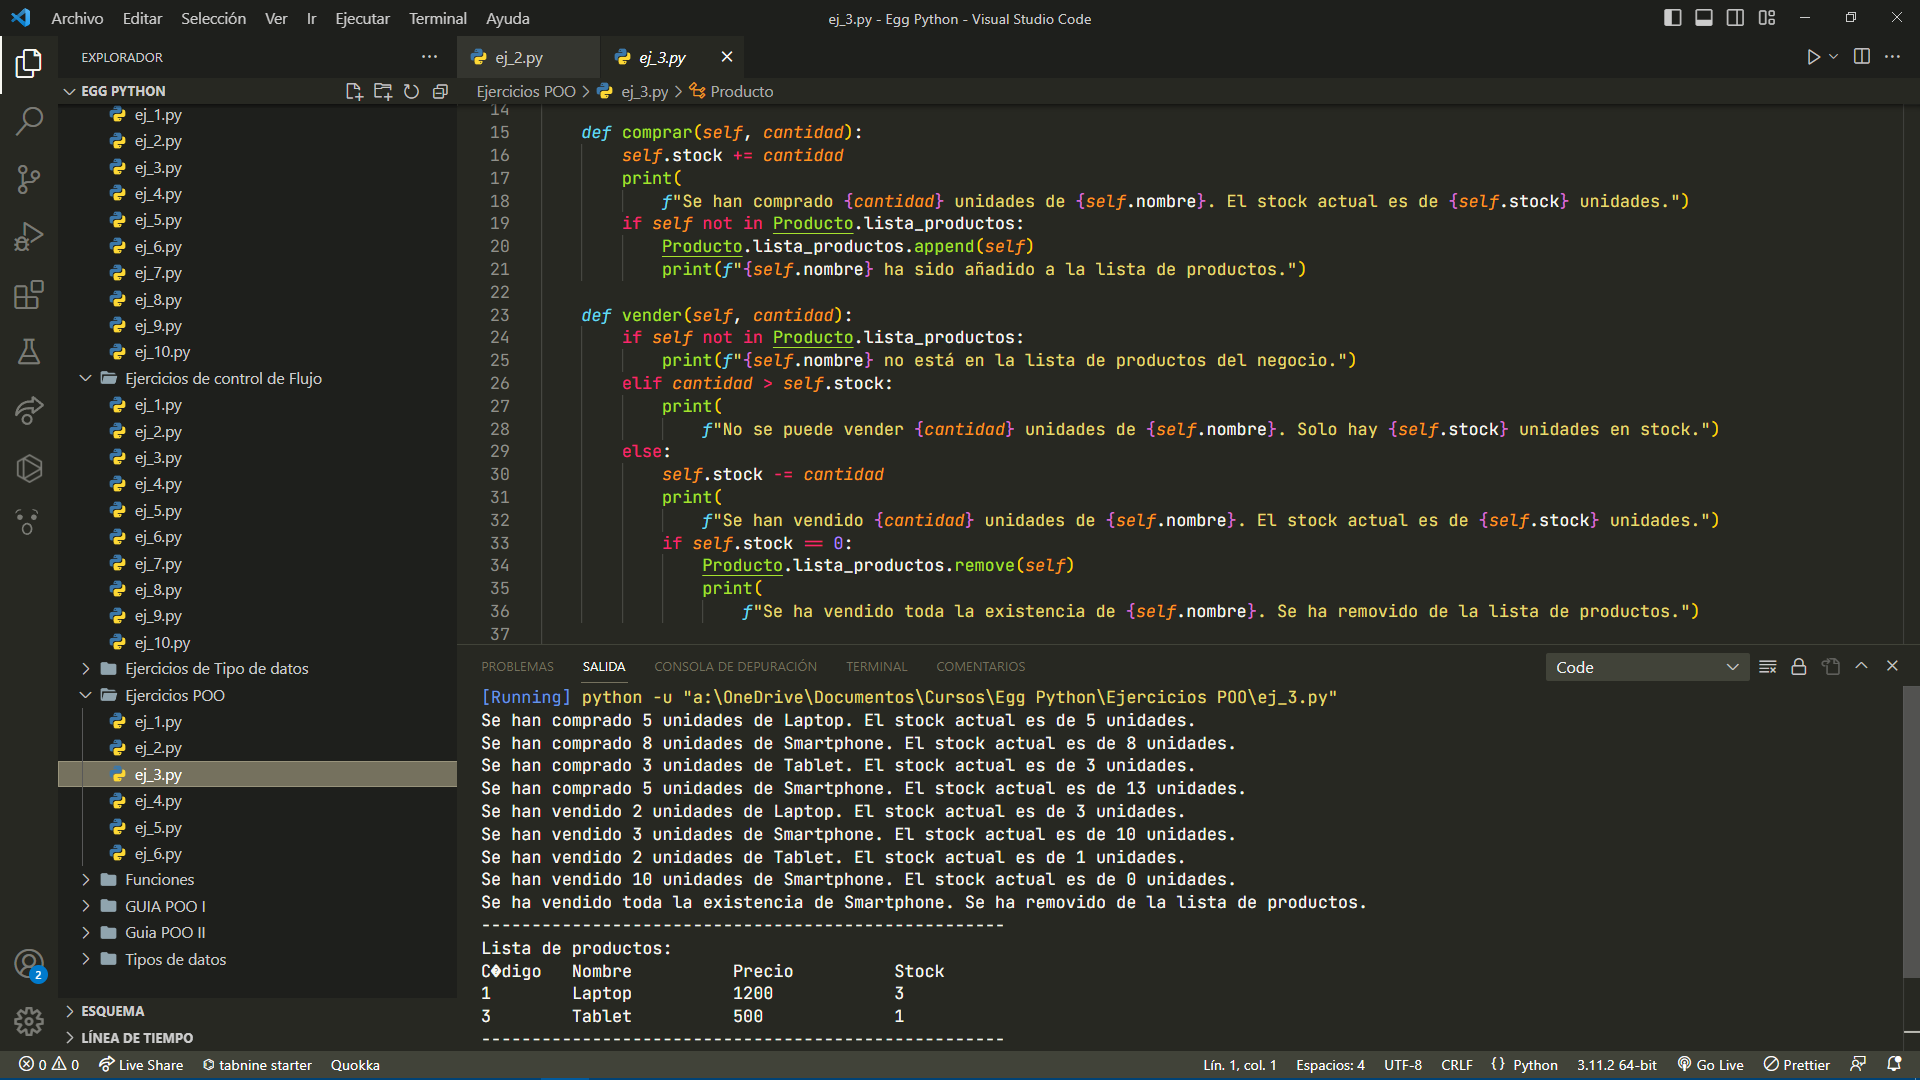 Archivo Editar Selección Ver Ir Ejecutar Terminal Ayuda
ej_3.py - Egg Python - Visual Studio Code
EXPLORADOR
EGG PYTHON
ej_1.py
ej_2.py
ej_3.py
ej_4.py
ej_5.py
ej_6.py
ej_7.py
ej_8.py
ej_9.py
ej_10.py
Ejercicios de control de Flujo
ej_1.py
ej_2.py
ej_3.py
ej_4.py
ej_5.py
ej_6.py
ej_7.py
ej_8.py
ej_9.py
ej_10.py
Ejercicios de Tipo de datos
Ejercicios POO
ej_1.py
ej_2.py
ej_3.py
ej_4.py
ej_5.py
ej_6.py
Funciones
GUIA POO I
Guia POO II
Tipos de datos
ESQUEMA
LÍNEA DE TIEMPO
2
ej_2.py ej_3.py
Ejercicios POO > ej_3.py > Producto
14
15 def comprar(self, cantidad):
16 self.stock += cantidad
17 print(
18 f"Se han comprado {cantidad} unidades de {self.nombre}. El stock actual es de {self.stock} unidades.")
19 if self not in Producto.lista_productos:
20 Producto.lista_productos.append(self)
21 print(f"{self.nombre} ha sido añadido a la lista de productos.")
22
23 def vender(self, cantidad):
24 if self not in Producto.lista_productos:
25 print(f"{self.nombre} no está en la lista de productos del negocio.")
26 elif cantidad > self.stock:
27 print(
28 f"No se puede vender {cantidad} unidades de {self.nombre}. Solo hay {self.stock} unidades en stock.")
29 else:
30 self.stock -= cantidad
31 print(
32 f"Se han vendido {cantidad} unidades de {self.nombre}. El stock actual es de {self.stock} unidades.")
33 if self.stock == 0:
34 Producto.lista_productos.remove(self)
35 print(
36 f"Se ha vendido toda la existencia de {self.nombre}. Se ha removido de la lista de productos.")
37
PROBLEMAS SALIDA CONSOLA DE DEPURACIÓN TERMINAL COMENTARIOS Code
[Running] python -u "a:\OneDrive\Documentos\Cursos\Egg Python\Ejercicios POO\ej_3.py"
Se han comprado 5 unidades de Laptop. El stock actual es de 5 unidades.
Se han comprado 8 unidades de Smartphone. El stock actual es de 8 unidades.
Se han comprado 3 unidades de Tablet. El stock actual es de 3 unidades.
Se han comprado 5 unidades de Smartphone. El stock actual es de 13 unidades.
Se han vendido 2 unidades de Laptop. El stock actual es de 3 unidades.
Se han vendido 3 unidades de Smartphone. El stock actual es de 10 unidades.
Se han vendido 2 unidades de Tablet. El stock actual es de 1 unidades.
Se han vendido 10 unidades de Smartphone. El stock actual es de 0 unidades.
Se ha vendido toda la existencia de Smartphone. Se ha removido de la lista de productos.
----------------------------------------------------
Lista de productos:
C�digo Nombre Precio Stock
1 Laptop 1200 3
3 Tablet 500 1
----------------------------------------------------
0 0 Live Share tabnine starter Quokka
Lín. 1, col. 1 Espacios: 4 UTF-8 CRLF {} Python 3.11.2 64-bit Go Live Prettier